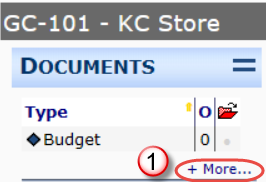 GC-101 - KC Store
DOCUMENTS
Type O
Budget 0
1
+ More...